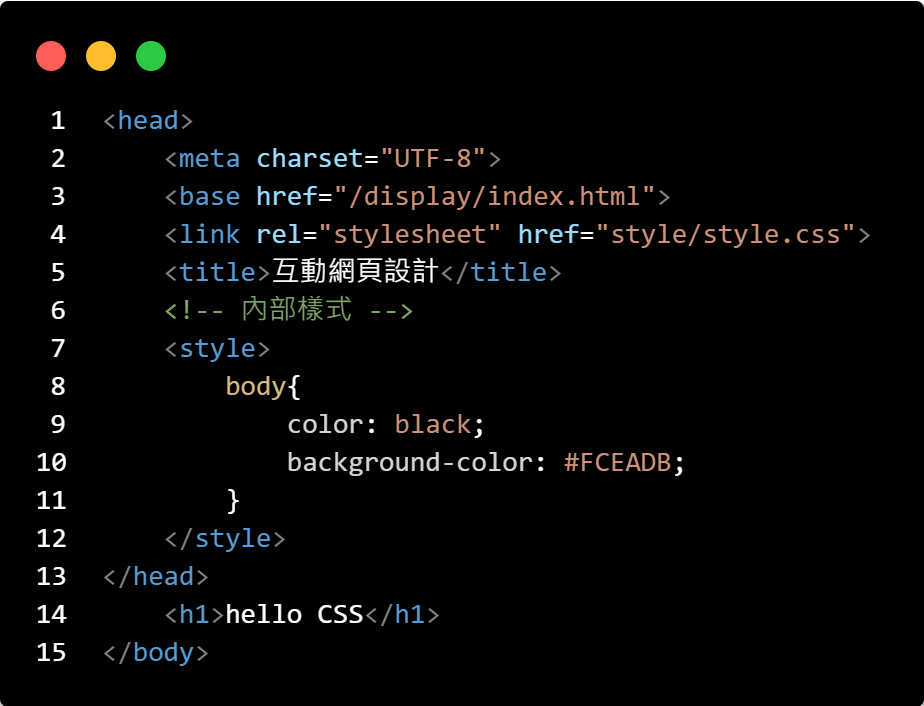 1 <head>
2     <meta charset="UTF-8">
3     <base href="/display/index.html">
4     <link rel="stylesheet" href="style/style.css">
5     <title>互動網頁設計</title>
6     <!-- 內部樣式 -->
7     <style>
8         body{
9             color: black;
10             background-color: #FCEADB;
11         }
12     </style>
13 </head>
14     <h1>hello CSS</h1>
15 </body>